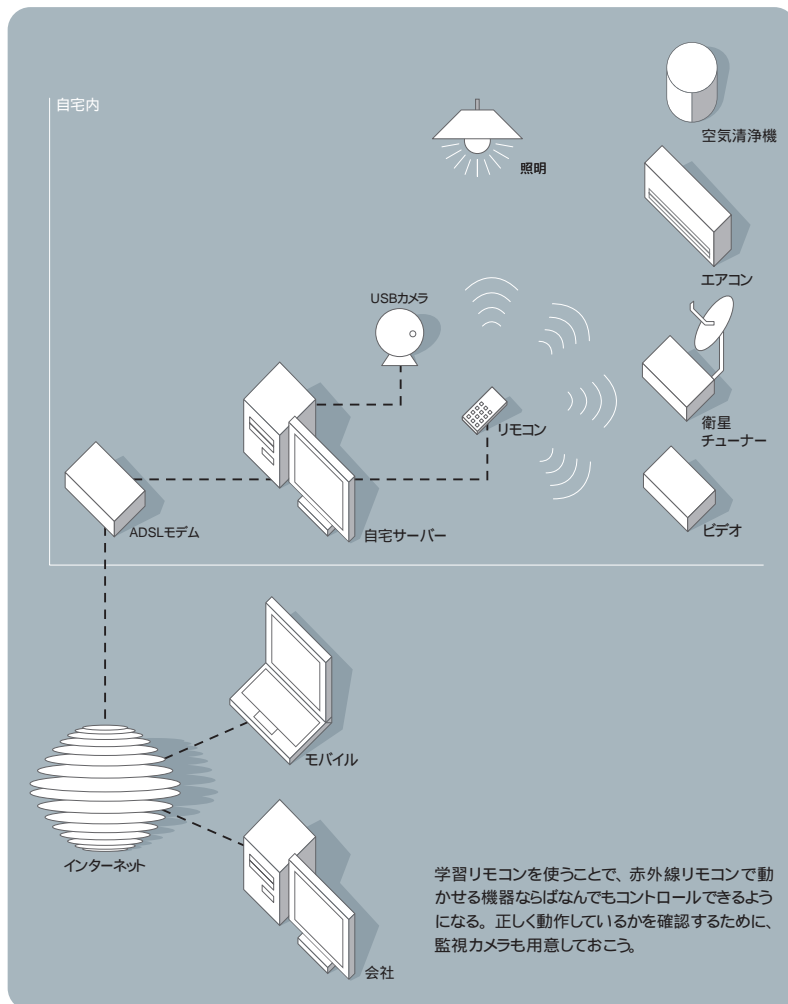 自宅内
空気清浄機
照明
エアコン
USBカメラ
リモコン
衛星
チューナー
ADSLモデム
自宅サーバー
ビデオ
モバイル
インターネット
学習リモコンを使うことで、赤外線リモコンで動
かせる機器ならばなんでもコントロールできるよう
になる。正しく動作しているかを確認するために、
監視カメラも用意しておこう。
会社